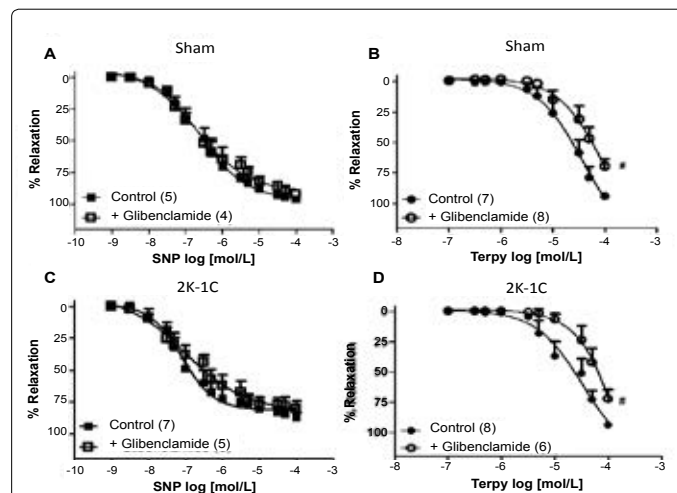 A
Sham
0
25
50
75
100
% Relaxation
Control (5)
+ Glibenclamide (4)
-10 -9 -8 -7 -6 -5 -4 -3
SNP log [mol/L]
B
Sham
0
25
50
75
100
% Relaxation
#
Control (7)
+ Glibenclamide (8)
-8 -7 -6 -5 -4 -3
Terpy log [mol/L]
C
2K-1C
0
25
50
75
100
% Relaxation
Control (7)
+ Glibenclamide (5)
-10 -9 -8 -7 -6 -5 -4 -3
SNP log [mol/L]
D
2K-1C
0
25
50
75
100
% Relaxation
#
Control (8)
+ Glibenclamide (6)
-8 -7 -6 -5 -4 -3
Terpy log [mol/L]